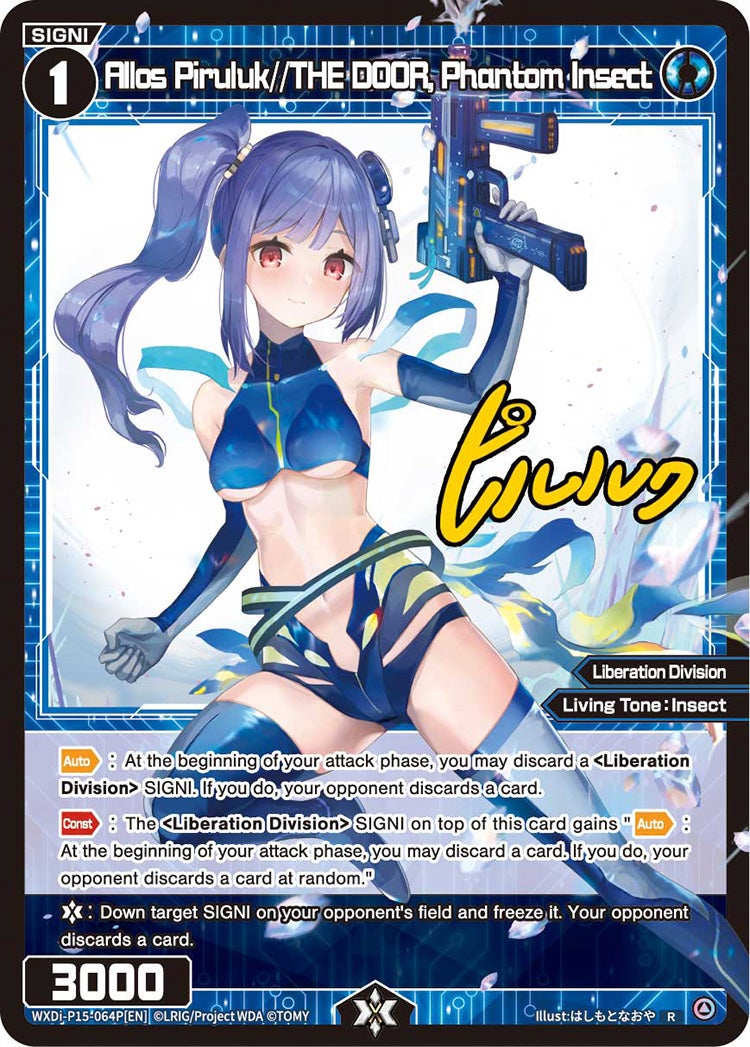 SIGNI
1
Allos Piruluk//THE DOOR, Phantom Insect
ピルルク
Liberation Division
Living Tone:Insect
Auto : At the beginning of your attack phase, you may discard a <Liberation
Division> SIGNI. If you do, your opponent discards a card.
Const : The <Liberation Division> SIGNI on top of this card gains "Auto :
At the beginning of your attack phase, you may discard a card. If you do, your
opponent discards a card at random."
: Down target SIGNI on your opponent's field and freeze it. Your opponent
discards a card.
3000
WXDi-P15-064P[EN] ©LRIG/Project WDA ©TOMY
Illust:はしもとなおや R